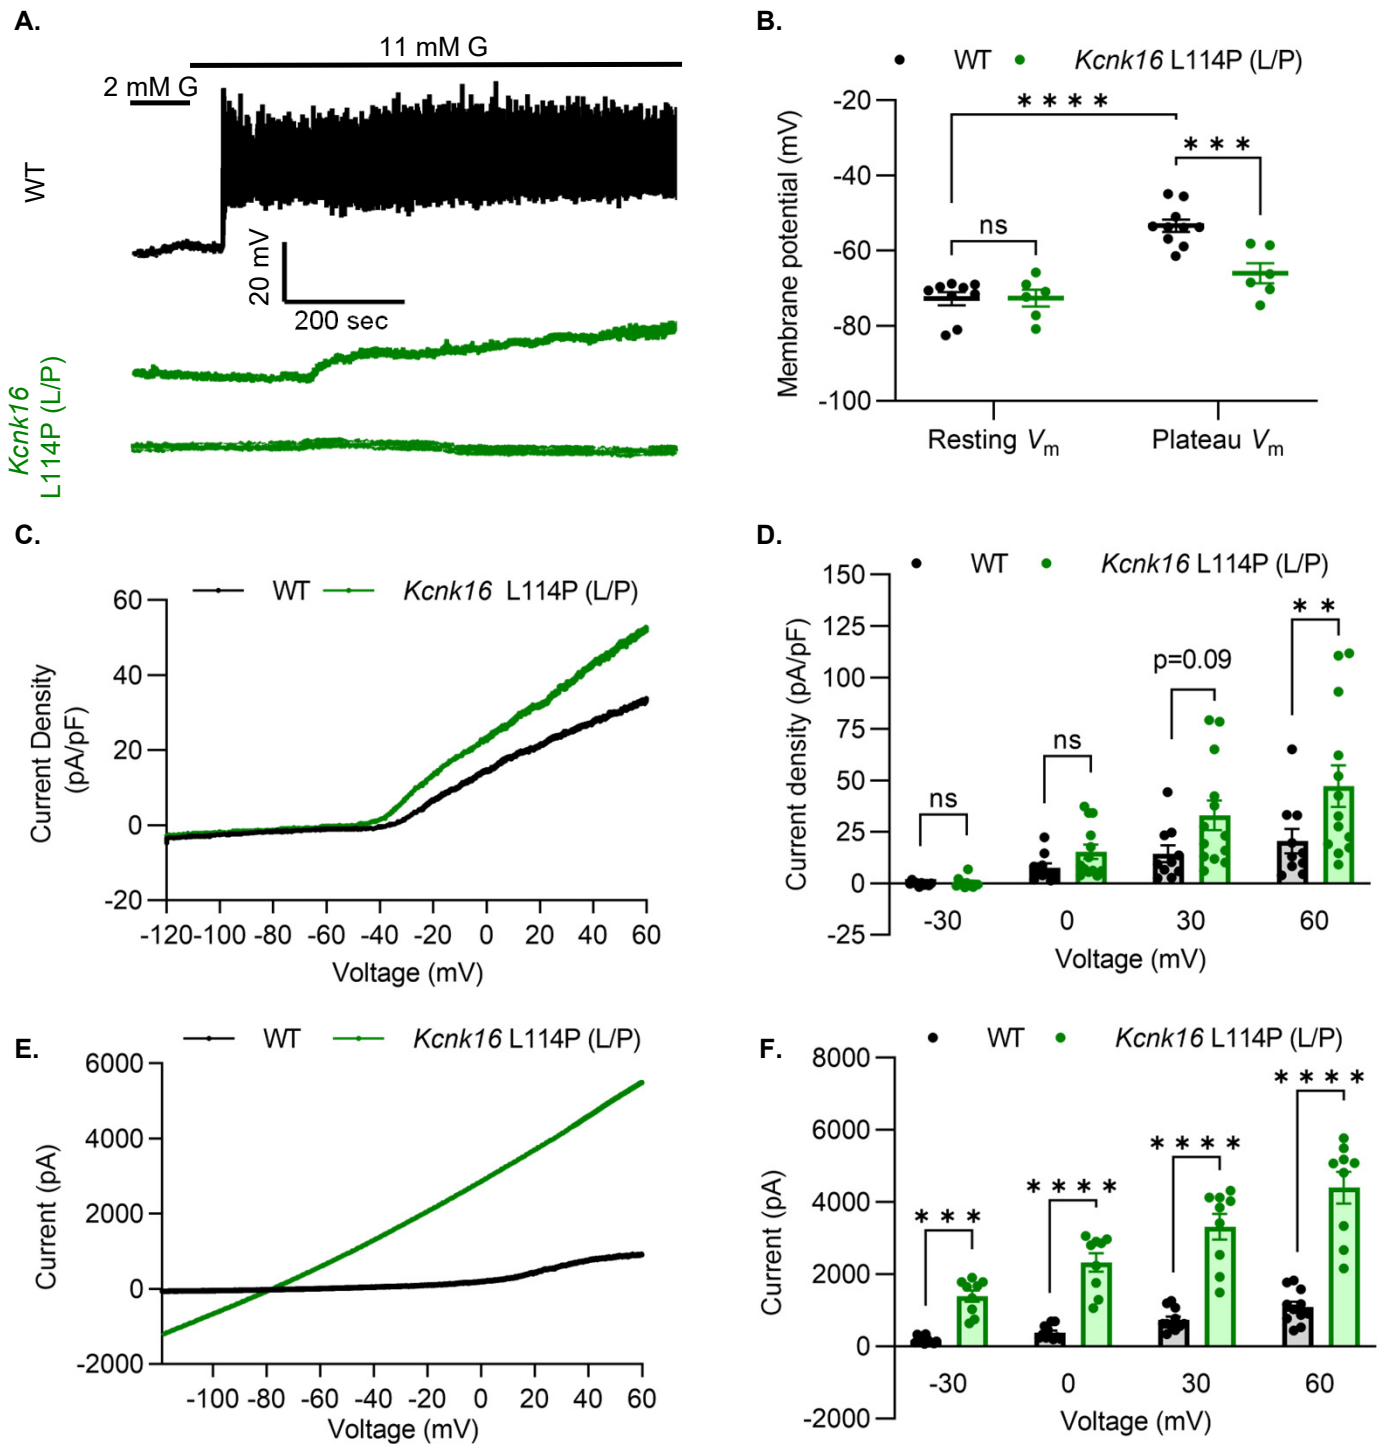 A.
11 mM G
2 mM G
WT
20 mV
200 sec
Kcnk16
L114P (L/P)
B.
WT Kcnk16 L114P (L/P)
Membrane potential (mV)
-20
-40
-60
-80
-100
ns
****
***
Resting Vm
Plateau Vm
C.
WT Kcnk16 L114P (L/P)
Current Density
(pA/pF)
60
40
20
0
-20
-120 -100 -80 -60 -40 -20 0 20 40 60
Voltage (mV)
D.
WT Kcnk16 L114P (L/P)
Current density (pA/pF)
150
125
100
75
50
25
0
-25
ns
ns
p=0.09
**
-30 0 30 60
Voltage (mV)
E.
WT Kcnk16 L114P (L/P)
Current (pA)
6000
4000
2000
0
-2000
-100 -80 -60 -40 -20 0 20 40 60
Voltage (mV)
F.
WT Kcnk16 L114P (L/P)
Current (pA)
8000
6000
4000
2000
0
-2000
***
****
****
****
-30 0 30 60
Voltage (mV)